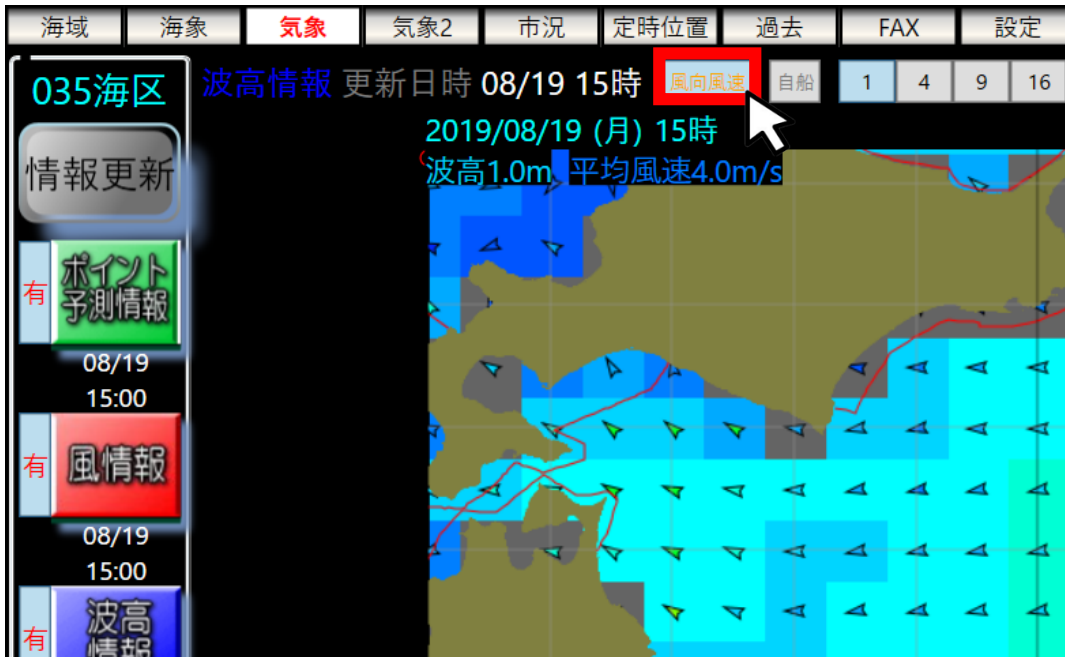 海域 海象 気象 気象2 市況 定時位置 過去 FAX 設定
035海区 波高情報 更新日時 08/19 15時 風向風速 自船 1 4 9 16
2019/08/19 (月) 15時
波高1.0m 平均風速4.0m/s
情報更新
有 ポイント
予測情報
08/19
15:00
有 風情報
08/19
15:00
有 波高
情報